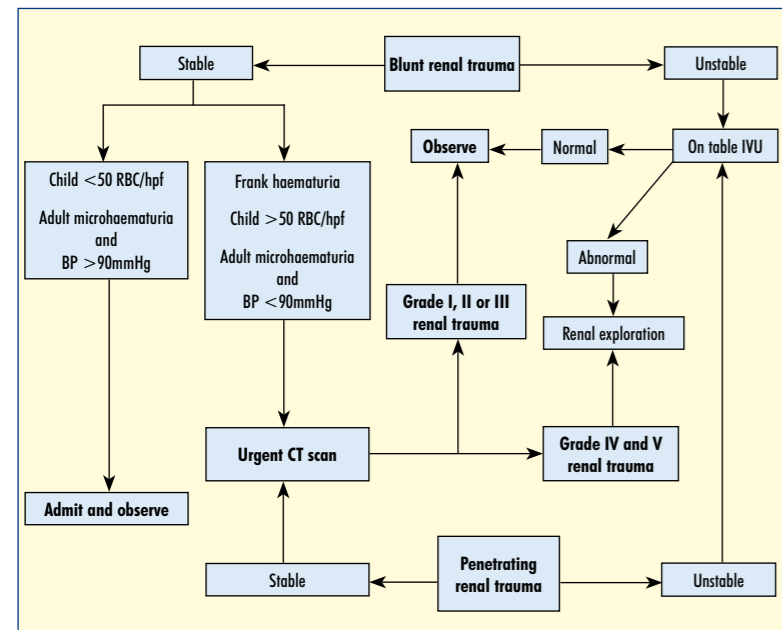 Stable
Blunt renal trauma
Unstable
Observe
Normal
On table IVU
Child <50 RBC/hpf
Adult microhaematuria
and
BP >90mmHg
Frank haematuria
Child >50 RBC/hpf
Adult microhaematuria
and
BP <90mmHg
Abnormal
Grade I, II or III
renal trauma
Renal exploration
Urgent CT scan
Grade IV and V
renal trauma
Admit and observe
Stable
Penetrating
renal trauma
Unstable